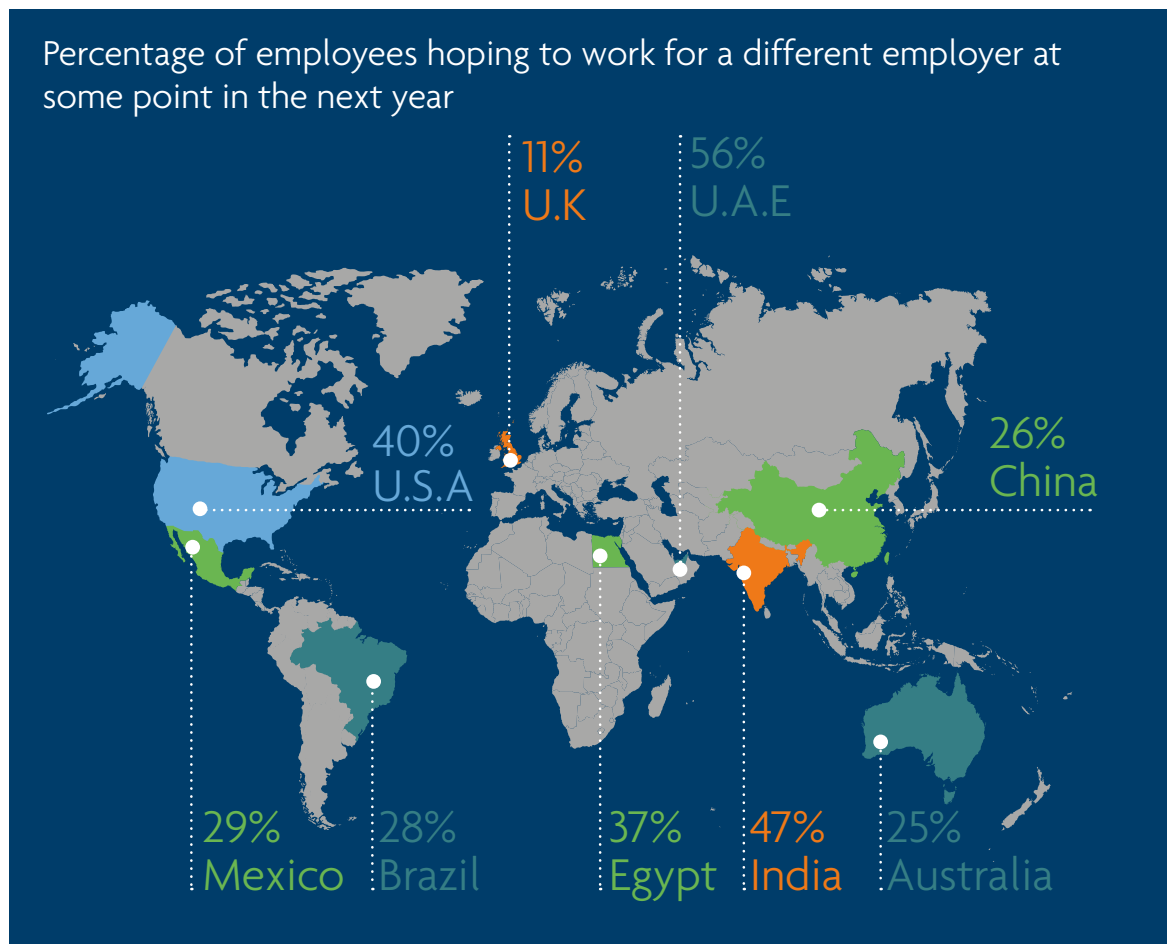 Percentage of employees hoping to work for a different employer at
some point in the next year
11%
U.K
56%
U.A.E
40%
U.S.A
26%
China
29%
Mexico
28%
Brazil
37%
Egypt
47%
India
25%
Australia